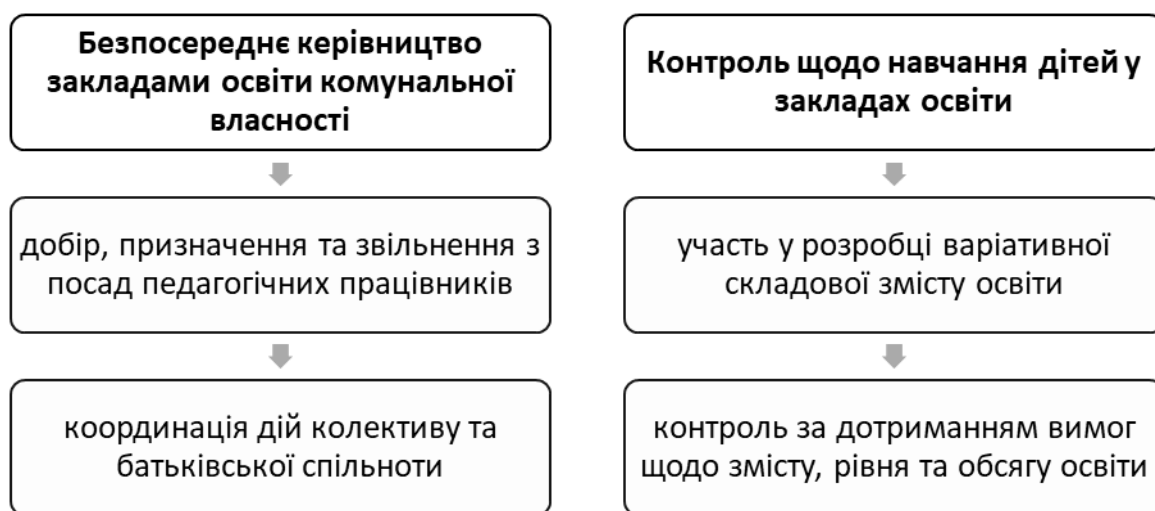 Безпосереднє керівництво
закладами освіти комунальної
власності
добір, призначення та звільнення з
посад педагогічних працівників
координація дій колективу та
батьківської спільноти
Контроль щодо навчання дітей у
закладах освіти
участь у розробці варіативної
складової змісту освіти
контроль за дотриманням вимог
щодо змісту, рівня та обсягу освіти